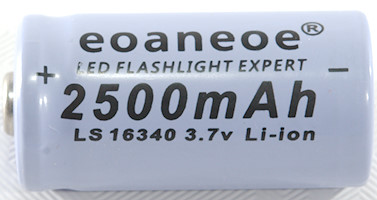 eoaneoe®
+ LED FLASHLIGHT EXPERT −
2500mAh
LS 16340 3.7v Li-ion